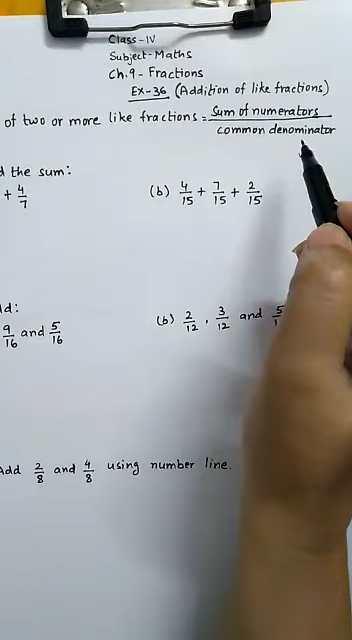 Class-IV
Subject-Maths
Ch.9-Fractions
Ex-36 (Addition of like fractions)
of two or more like fractions = Sum of numerators / common denominator
the sum:
+ 4/7
(b) 4/15 + 7/15 + 2/15
9/16 and 5/16
(b) 2/12 , 3/12 and 5/
Add 2/8 and 4/8 using number line.